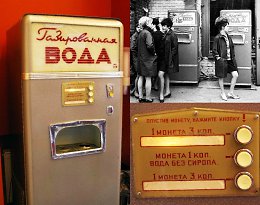 Газированная
ВОДА
ОПУСТИВ МОНЕТУ, НАЖМИТЕ КНОПКУ!
1 МОНЕТА 3 КОП.
МОНЕТА 1 КОП.
ВОДА БЕЗ СИРОПА.
1 МОНЕТА 3 КОП.